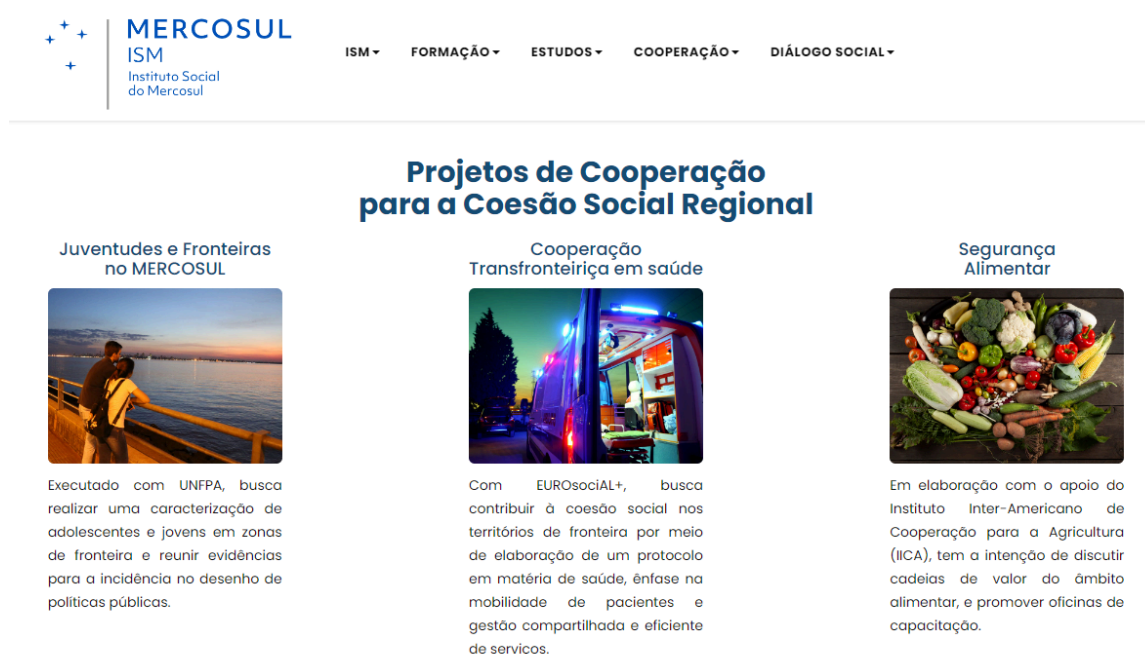 MERCOSUL
ISM
Instituto Social
do Mercosul
ISM
FORMAÇÃO
ESTUDOS
COOPERAÇÃO
DIÁLOGO SOCIAL
Projetos de Cooperação
para a Coesão Social Regional
Juventudes e Fronteiras
no MERCOSUL
Executado com UNFPA, busca
realizar uma caracterização de
adolescentes e jovens em zonas
de fronteira e reunir evidências
para a incidência no desenho de
políticas públicas.
Cooperação
Transfronteiriça em saúde
Com EUROsociAL+, busca
contribuir à coesão social nos
territórios de fronteira por meio
de elaboração de um protocolo
em matéria de saúde, ênfase na
mobilidade de pacientes e
gestão compartilhada e eficiente
de serviços.
Segurança
Alimentar
Em elaboração com o apoio do
Instituto Inter-Americano de
Cooperação para a Agricultura
(IICA), tem a intenção de discutir
cadeias de valor do âmbito
alimentar, e promover oficinas de
capacitação.